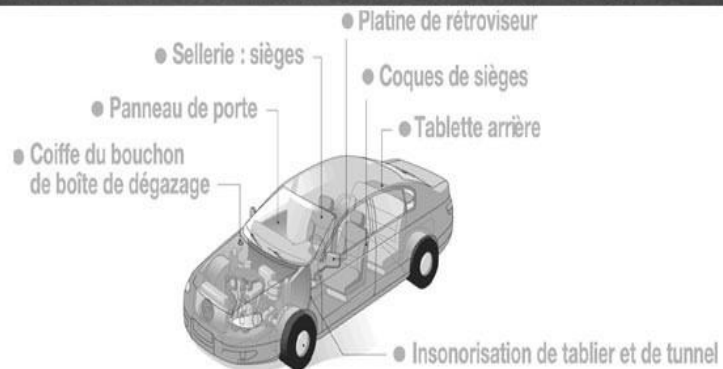 ● Platine de rétroviseur
● Sellerie : sièges
● Coques de sièges
● Panneau de porte
● Tablette arrière
● Coiffe du bouchon
de boîte de dégazage
● Insonorisation de tablier et de tunnel